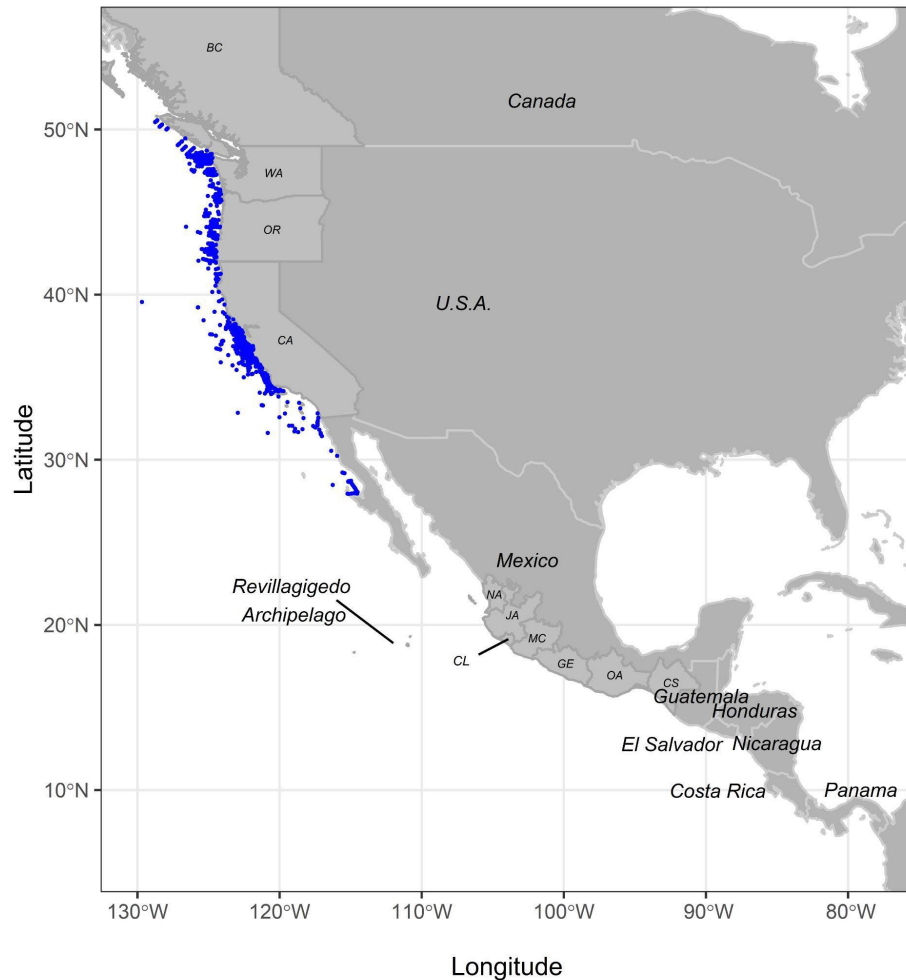 BC
Canada
50°N
WA
OR
40°N
U.S.A.
CA
Latitude
30°N
Mexico
Revillagigedo
Archipelago
NA
20°N
JA
MC
CL
GE
OA
CS
Guatemala
Honduras
El Salvador
Nicaragua
10°N
Costa Rica
Panama
130°W
120°W
110°W
100°W
90°W
80°W
Longitude